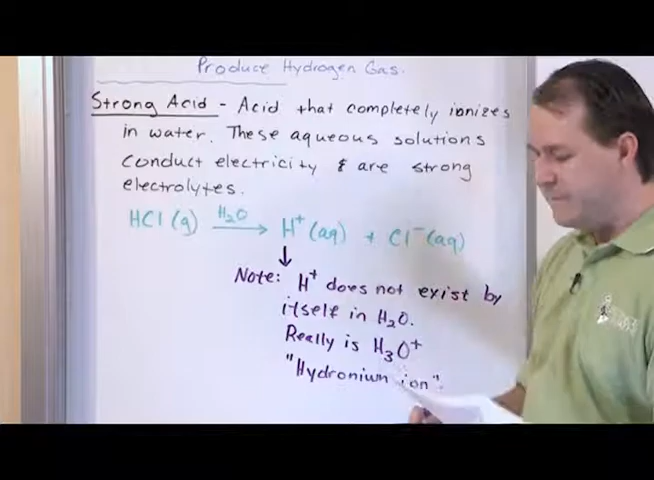 Produce Hydrogen Gas.
Strong Acid - Acid that completely ionizes
in water. These aqueous solutions
conduct electricity & are strong
electrolytes.
HCl (g) H₂O → H⁺ (aq) + Cl⁻ (aq)
↓
Note: H⁺ does not exist by
itself in H₂O.
Really is H₃O⁺
"Hydronium ion".